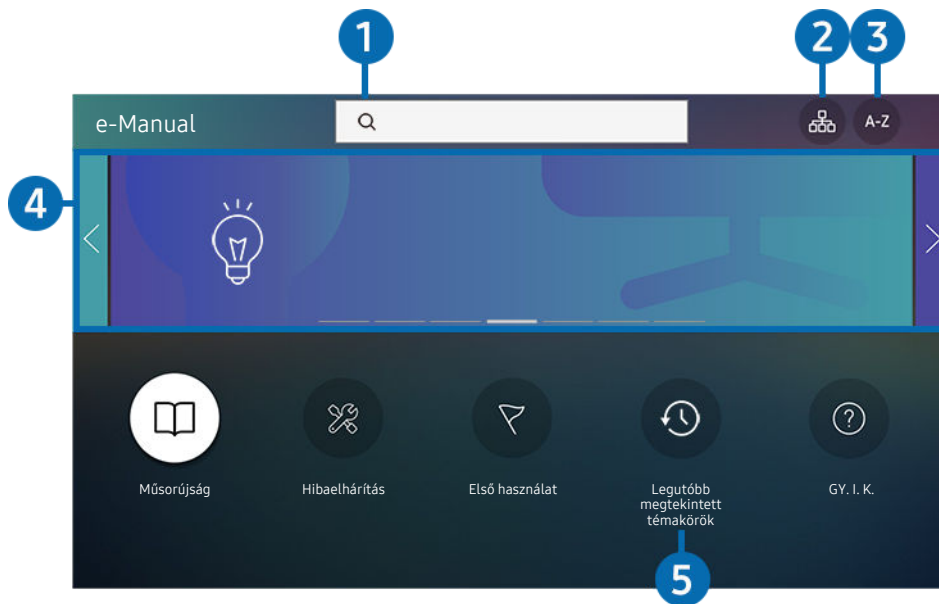 1
2
3
e-Manual
A-Z
4
Műsorújság
Hibaelhárítás
Első használat
Legutóbb
megtekintett
témakörök
GY. I. K.
5